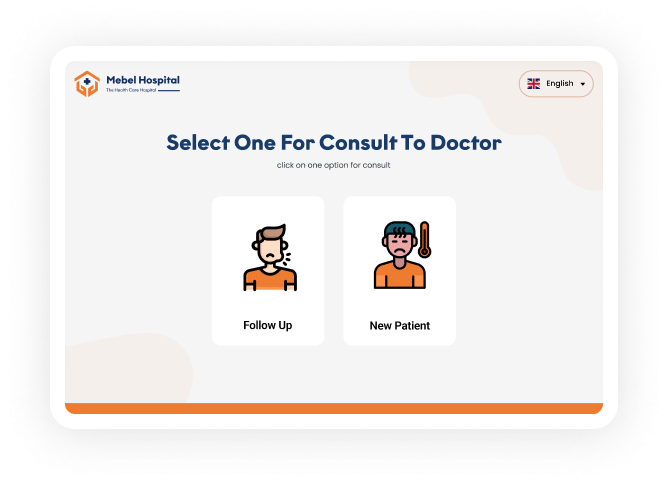 Mebel Hospital
The Health Care Hospital
English
Select One For Consult To Doctor
click on one option for consult
Follow Up
New Patient